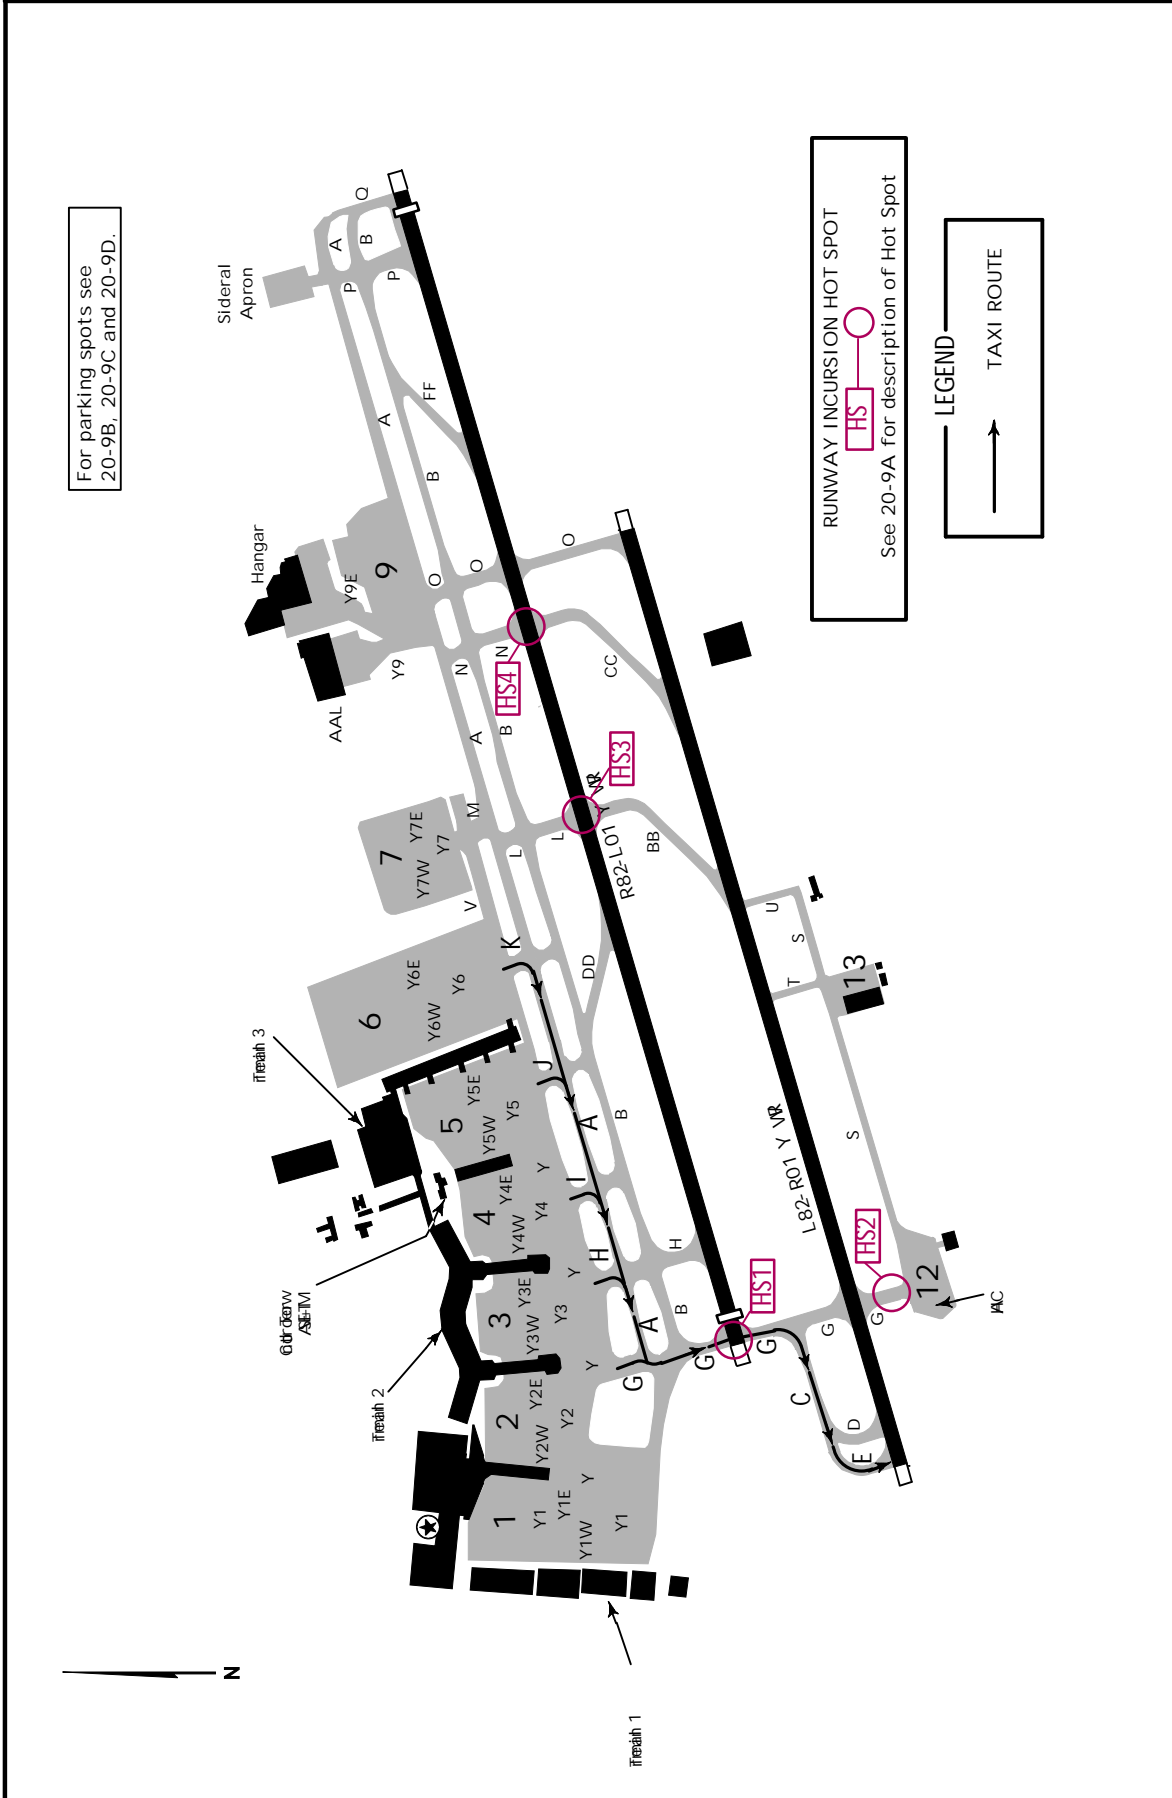 For parking spots see
20-9B, 20-9C and 20-9D.
Sideral
Apron
Q
A
B
P
P
FF
A
B
Hangar
Y9E
9
O
O
O
AAL
Y9
N
N
HS4
CC
A
B
M
HS3
L
L
BB
R82-L01
7
Y7E
Y7W
Y7
V
K
DD
6
Y6E
Y6W
Y6
U
S
T
13
S
J
A
B
5
Y5E
Y5W
Y5
Y
I
4
Y4E
Y4W
Y4
Y
H
H
3
Y3E
Y3W
Y3
Y
A
B
G
G
G
HS1
HS2
12
G
G
L82-R01 Y
C
D
E
2
Y2E
Y2W
Y2
Y
1
Y1
Y1E
Y1W
Y1
N
RUNWAY INCURSION HOT SPOT
HS
See 20-9A for description of Hot Spot
LEGEND
TAXI ROUTE